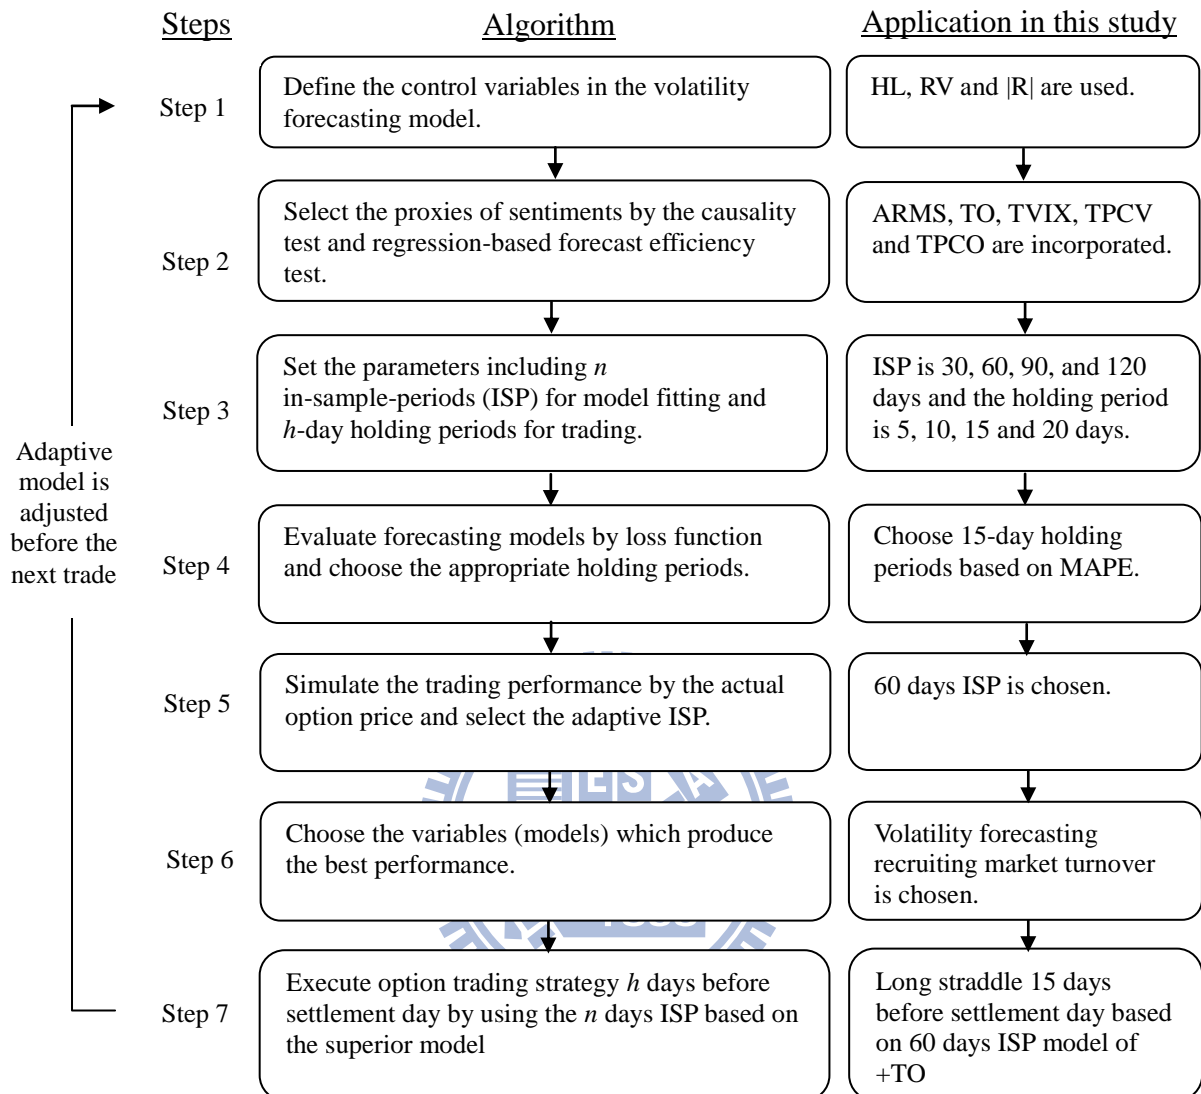 Steps
Algorithm
Application in this study
Step 1
Define the control variables in the volatility
forecasting model.
HL, RV and |R| are used.
Step 2
Select the proxies of sentiments by the causality
test and regression-based forecast efficiency
test.
ARMS, TO, TVIX, TPCV
and TPCO are incorporated.
Step 3
Set the parameters including n
in-sample-periods (ISP) for model fitting and
h-day holding periods for trading.
ISP is 30, 60, 90, and 120
days and the holding period
is 5, 10, 15 and 20 days.
Adaptive
model is
adjusted
before the
next trade
Step 4
Evaluate forecasting models by loss function
and choose the appropriate holding periods.
Choose 15-day holding
periods based on MAPE.
Step 5
Simulate the trading performance by the actual
option price and select the adaptive ISP.
60 days ISP is chosen.
ES A
Step 6
Choose the variables (models) which produce
the best performance.
Volatility forecasting
recruiting market turnover
is chosen.
Step 7
Execute option trading strategy h days before
settlement day by using the n days ISP based on
the superior model
Long straddle 15 days
before settlement day based
on 60 days ISP model of
+TO